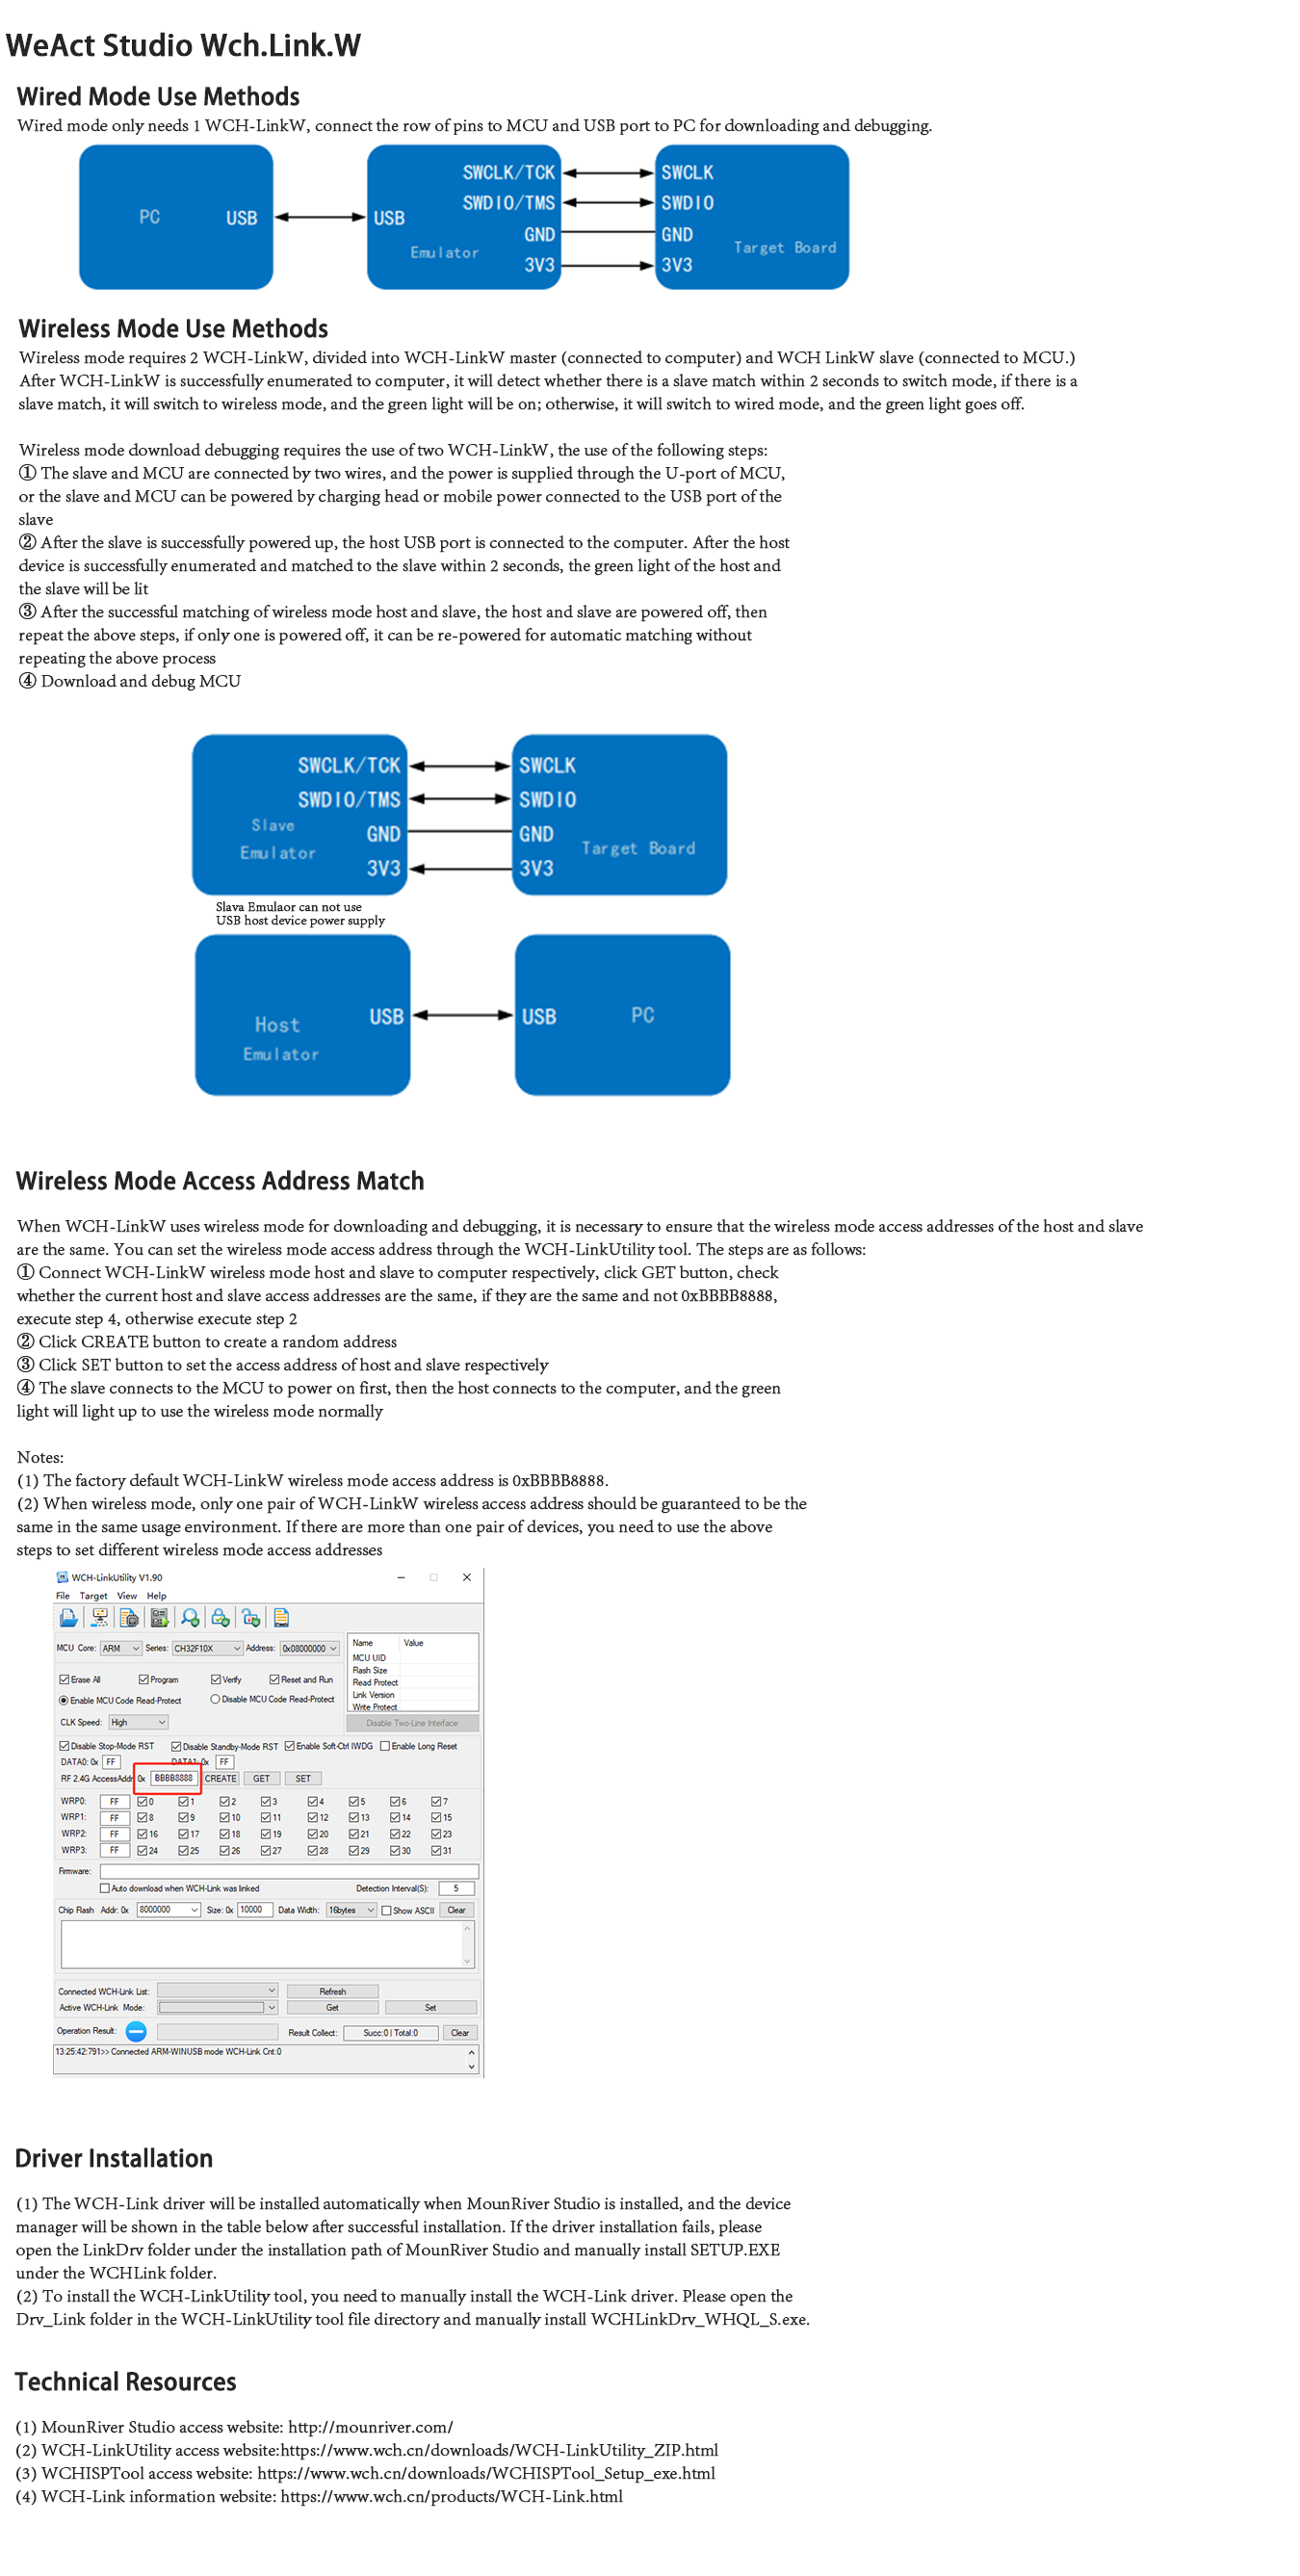 WeAct Studio Wch.Link.W
Wired Mode Use Methods
Wired mode only needs 1 WCH-LinkW, connect the row of pins to MCU and USB port to PC for downloading and debugging.
PC USB
USB
SWCLK/TCK
SWDIO/TMS
GND
3V3
Emulator
SWCLK
SWDIO
GND
3V3
Target Board
Wireless Mode Use Methods
Wireless mode requires 2 WCH-LinkW, divided into WCH-LinkW master (connected to computer) and WCH LinkW slave (connected to MCU.)
After WCH-LinkW is successfully enumerated to computer, it will detect whether there is a slave match within 2 seconds to switch mode, if there is a
slave match, it will switch to wireless mode, and the green light will be on; otherwise, it will switch to wired mode, and the green light goes off.
Wireless mode download debugging requires the use of two WCH-LinkW, the use of the following steps:
① The slave and MCU are connected by two wires, and the power is supplied through the U-port of MCU,
or the slave and MCU can be powered by charging head or mobile power connected to the USB port of the
slave
② After the slave is successfully powered up, the host USB port is connected to the computer. After the host
device is successfully enumerated and matched to the slave within 2 seconds, the green light of the host and
the slave will be lit
③ After the successful matching of wireless mode host and slave, the host and slave are powered off, then
repeat the above steps, if only one is powered off, it can be re-powered for automatic matching without
repeating the above process
④ Download and debug MCU
SWCLK/TCK
SWDIO/TMS
GND
3V3
Slave
Emulator
SWCLK
SWDIO
GND
3V3
Target Board
Slava Emulaor can not use
USB host device power supply
Host
Emulator
USB
USB PC
Wireless Mode Access Address Match
When WCH-LinkW uses wireless mode for downloading and debugging, it is necessary to ensure that the wireless mode access addresses of the host and slave
are the same. You can set the wireless mode access address through the WCH-LinkUtility tool. The steps are as follows:
① Connect WCH-LinkW wireless mode host and slave to computer respectively, click GET button, check
whether the current host and slave access addresses are the same, if they are the same and not 0xBBBB8888,
execute step 4, otherwise execute step 2
② Click CREATE button to create a random address
③ Click SET button to set the access address of host and slave respectively
④ The slave connects to the MCU to power on first, then the host connects to the computer, and the green
light will light up to use the wireless mode normally
Notes:
(1) The factory default WCH-LinkW wireless mode access address is 0xBBBB8888.
(2) When wireless mode, only one pair of WCH-LinkW wireless access address should be guaranteed to be the
same in the same usage environment. If there are more than one pair of devices, you need to use the above
steps to set different wireless mode access addresses
WCH-LinkUtility V1.90
File Target View Help
MCU Core: ARM Series: CH32F10X Address: 0x08000000
Name Value
MCU UID
Flash Size
Read Protect
Link Version
Write Protect
Erase All Program Verify Reset and Run
Enable MCU Code Read-Protect Disable MCU Code Read-Protect
CLK Speed: High
Disable Two-Line Interface
Disable Stop-Mode RST Disable Standby-Mode RST Enable Soft-Ctrl IWDG Enable Long Reset
DATA0: 0x FF DATA1: 0x FF
RF 2.4G AccessAddr 0x BBBB8888 CREATE GET SET
WRP0: FF 0 1 2 3 4 5 6 7
WRP1: FF 8 9 10 11 12 13 14 15
WRP2: FF 16 17 18 19 20 21 22 23
WRP3: FF 24 25 26 27 28 29 30 31
Firmware:
Auto download when WCH-Link was linked Detection Interval(S): 5
Chip Flash Addr: 0x 8000000 Size: 0x 10000 Data Width: 16bytes Show ASCII Clear
Connected WCH-Link List: Refresh
Active WCH-Link Mode: Get Set
Operation Result: Result Collect: Succ:0 | Total:0 Clear
13:25:42:791>> Connected ARM-WINUSB mode WCH-Link Cnt:0
Driver Installation
(1) The WCH-Link driver will be installed automatically when MounRiver Studio is installed, and the device
manager will be shown in the table below after successful installation. If the driver installation fails, please
open the LinkDrv folder under the installation path of MounRiver Studio and manually install SETUP.EXE
under the WCHLink folder.
(2) To install the WCH-LinkUtility tool, you need to manually install the WCH-Link driver. Please open the
Drv_Link folder in the WCH-LinkUtility tool file directory and manually install WCHLinkDrv_WHQL_S.exe.
Technical Resources
(1) MounRiver Studio access website: http://mounriver.com/
(2) WCH-LinkUtility access website:https://www.wch.cn/downloads/WCH-LinkUtility_ZIP.html
(3) WCHISPTool access website: https://www.wch.cn/downloads/WCHISPTool_Setup_exe.html
(4) WCH-Link information website: https://www.wch.cn/products/WCH-Link.html